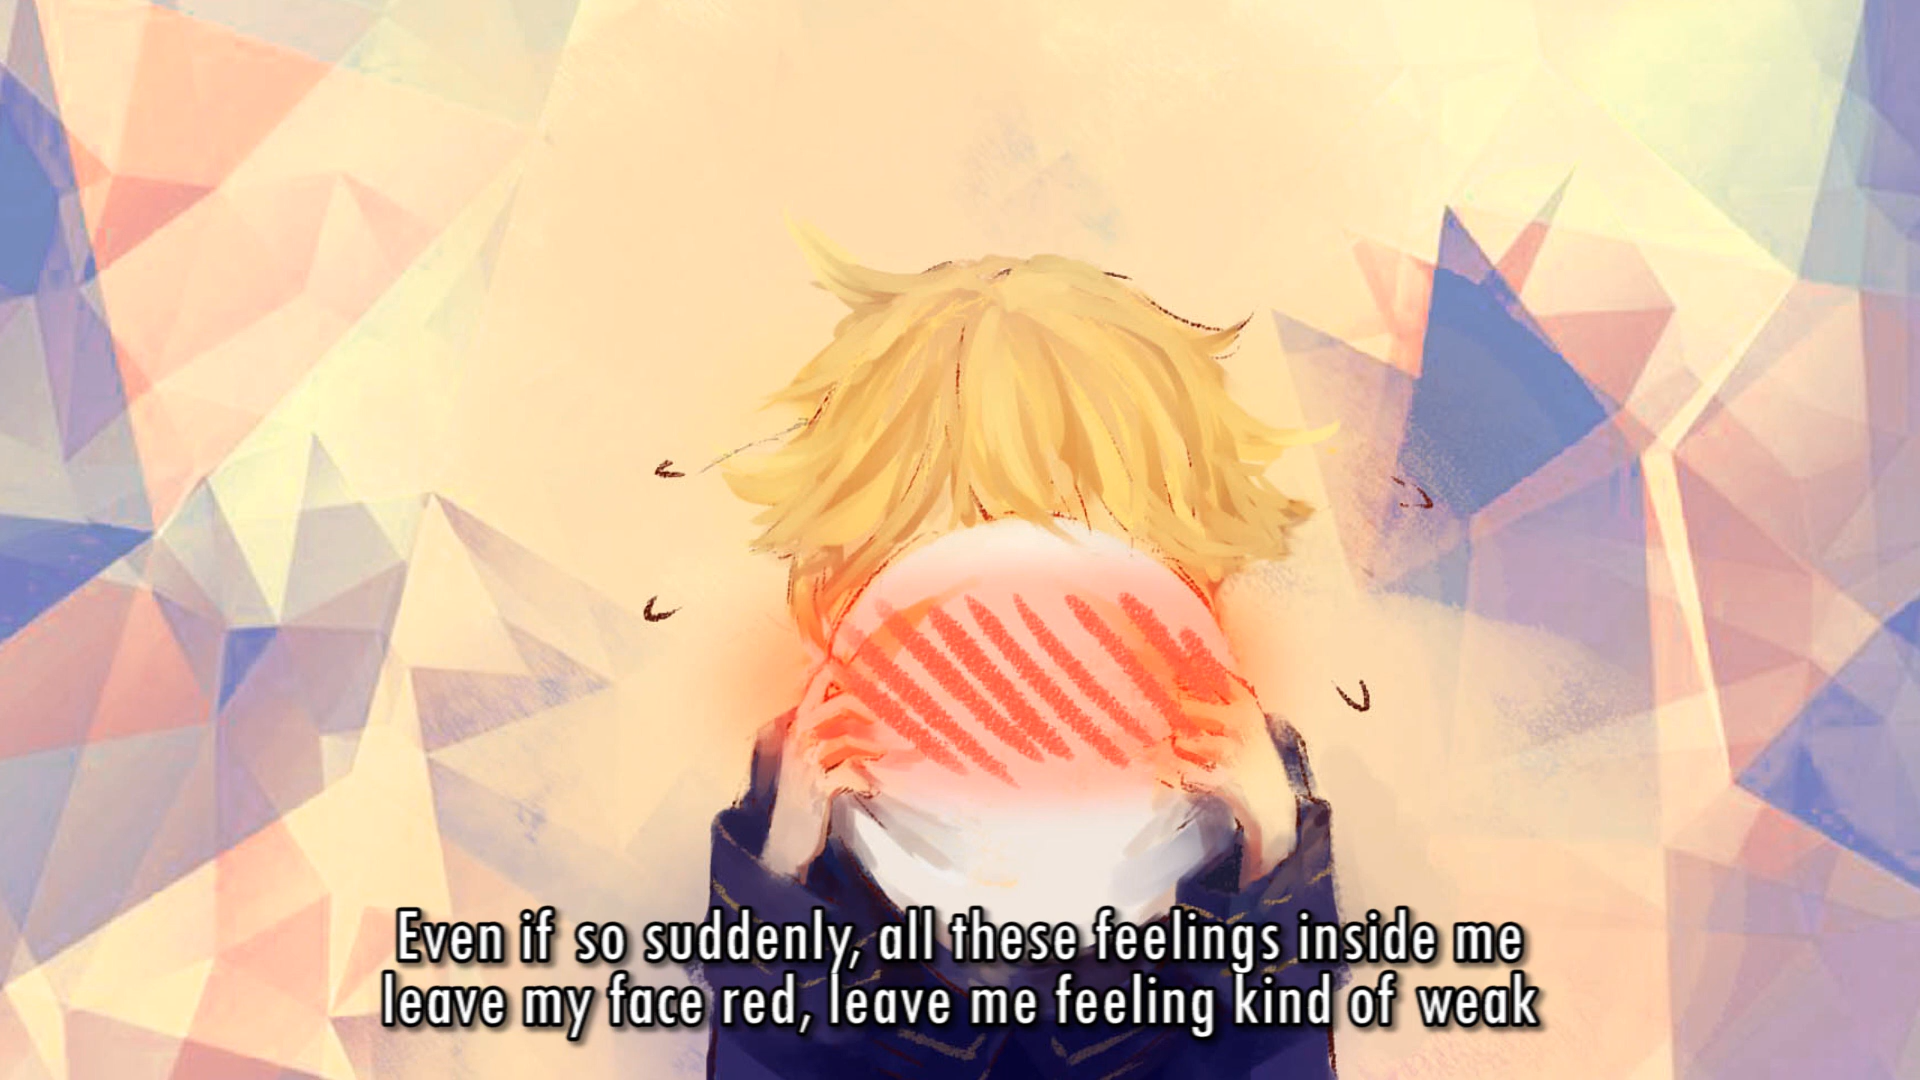 Even if so suddenly, all these feelings inside me
leave my face red, leave me feeling kind of weak